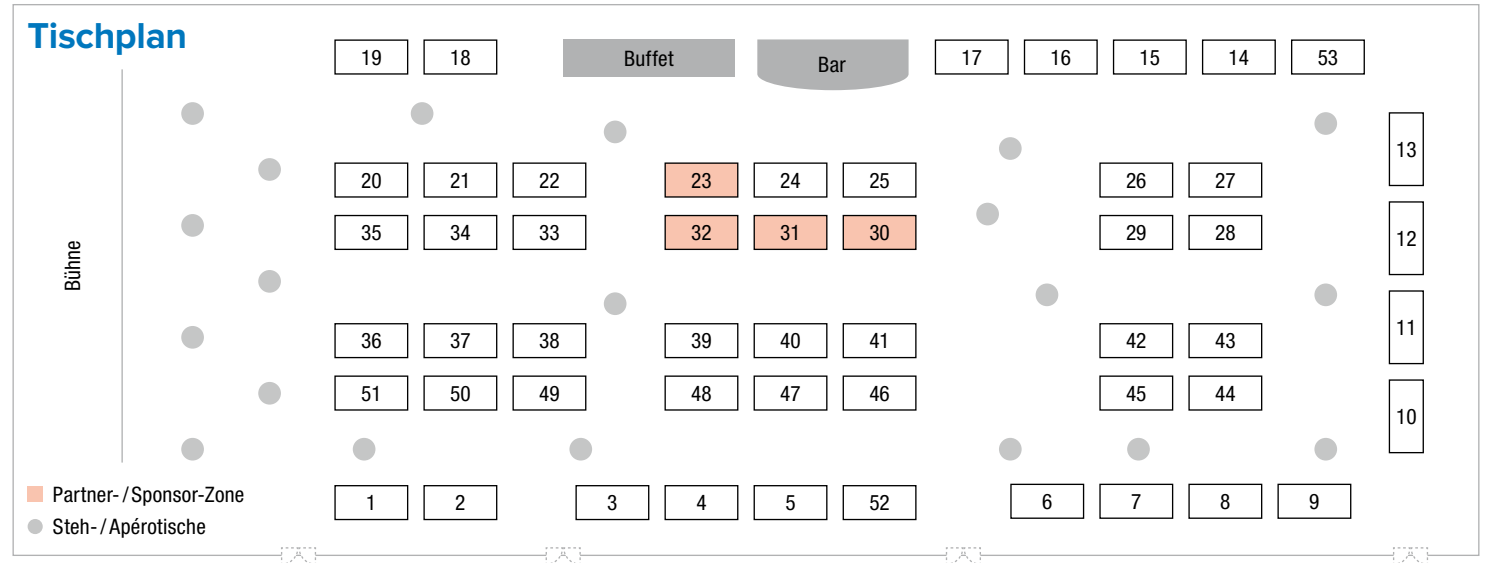 Tischplan
19 18 Buffet Bar 17 16 15 14 53
13
20 21 22 23 24 25 26 27
35 34 33 32 31 30 29 28 12
Bühne
11
36 37 38 39 40 41 42 43
51 50 49 48 47 46 45 44
10
Partner-/Sponsor-Zone
1 2 3 4 5 52 6 7 8 9
Steh-/Apérotische